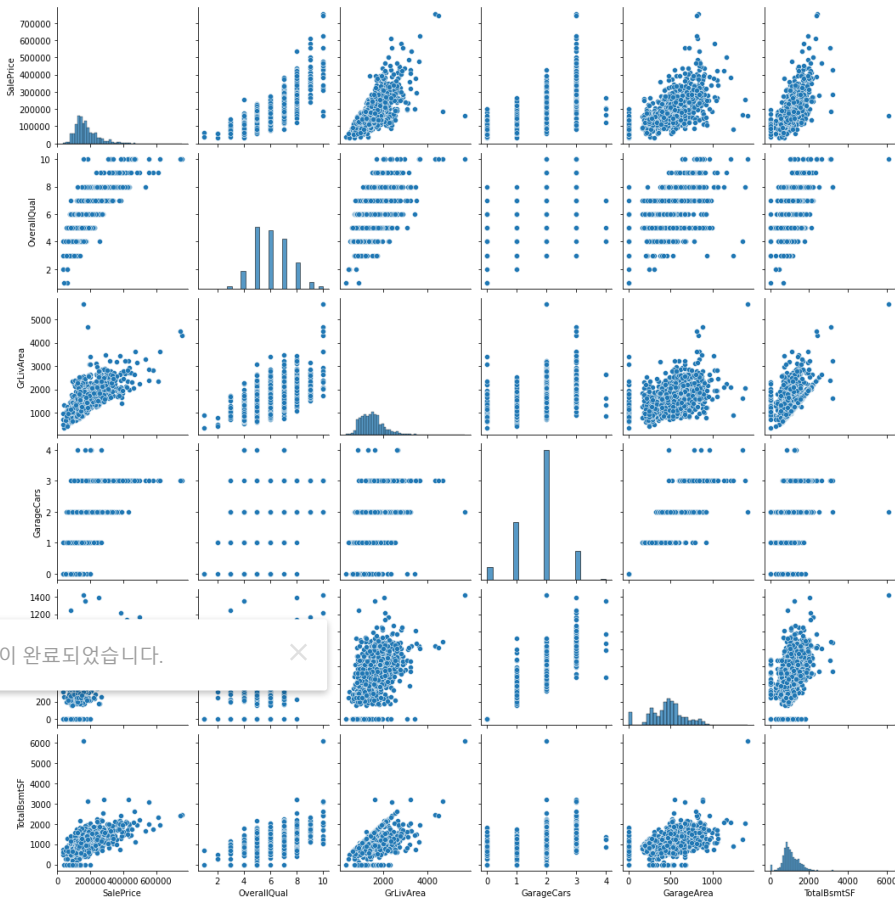 700000
600000
500000
400000
300000
200000
100000
0
SalePrice
10
8
6
4
2
OverallQual
5000
4000
3000
2000
1000
GrLivArea
4
3
2
1
0
GarageCars
1400
1200
이 완료되었습니다.
200
0
6000
5000
4000
3000
2000
1000
0
TotalBsmtSF
0 200000 400000 600000
2 4 6 8 10
2000 4000
0 1 2 3 4
0 500 1000
0 2000 4000 6000
SalePrice OverallQual GrLivArea GarageCars GarageArea TotalBsmtSF